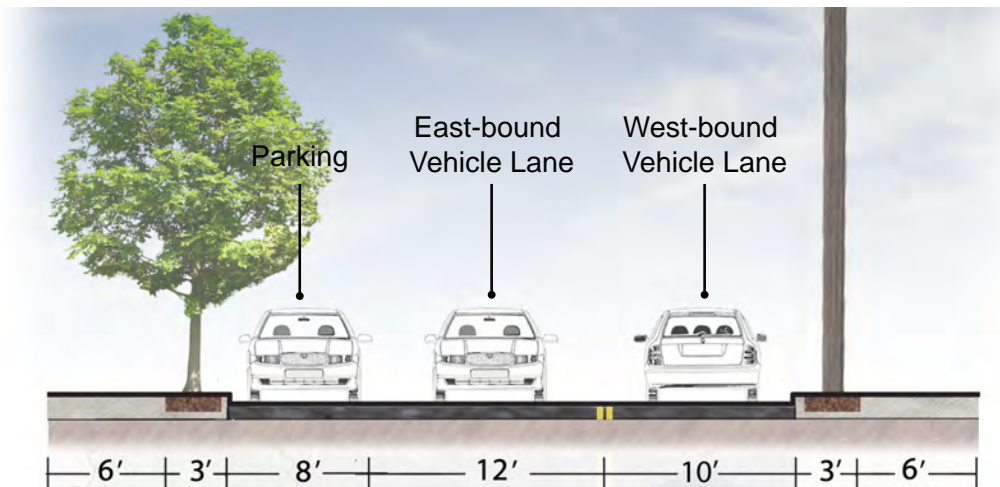 Parking
East-bound
Vehicle Lane
West-bound
Vehicle Lane
6' 3' 8' 12' 10' 3' 6'